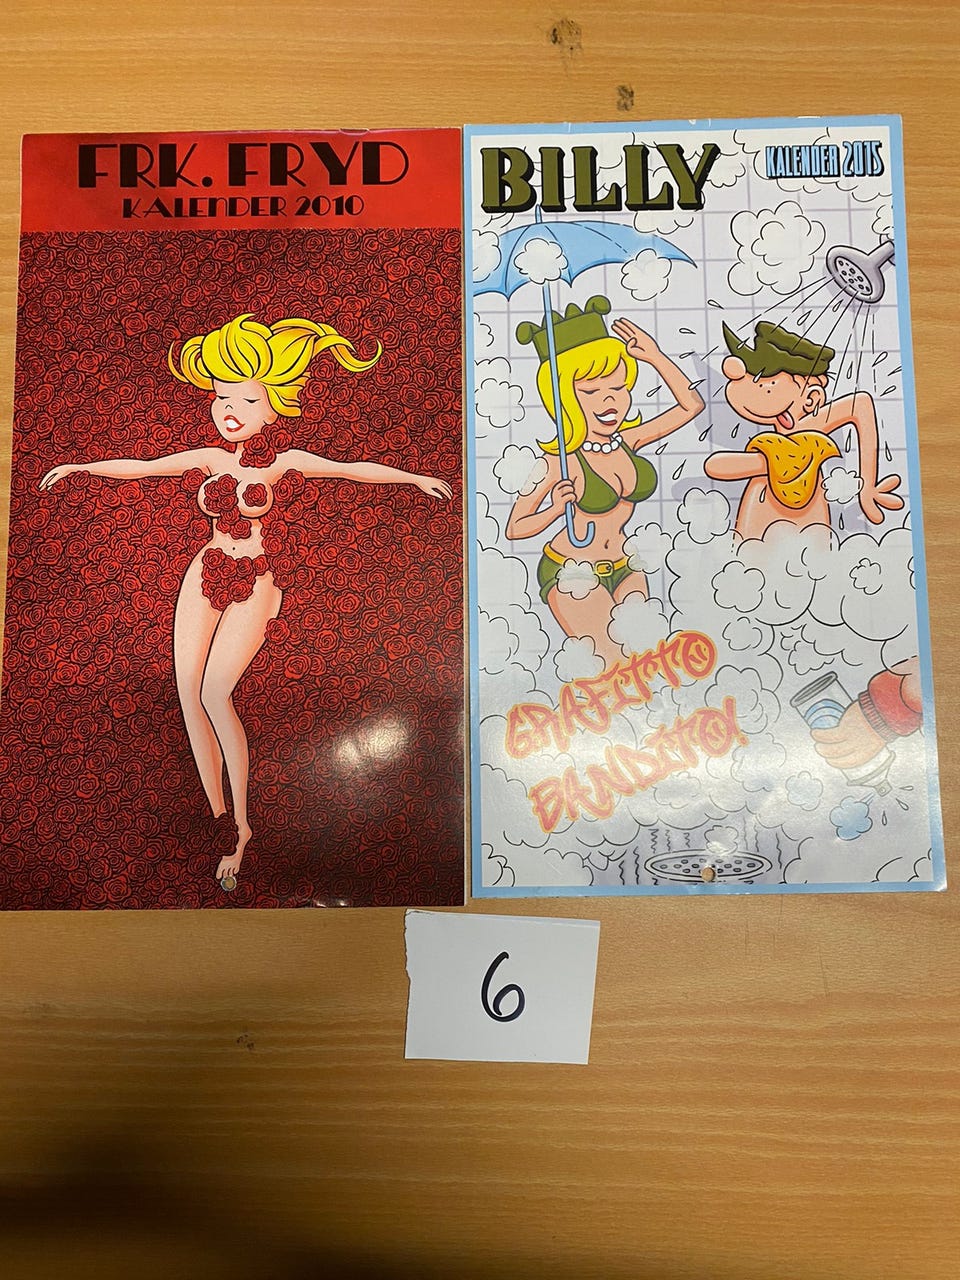 FRK. FRYD
KALENDER 2010
BILLY
KALENDER 2015
GRAFITTO
BANDITO!
6